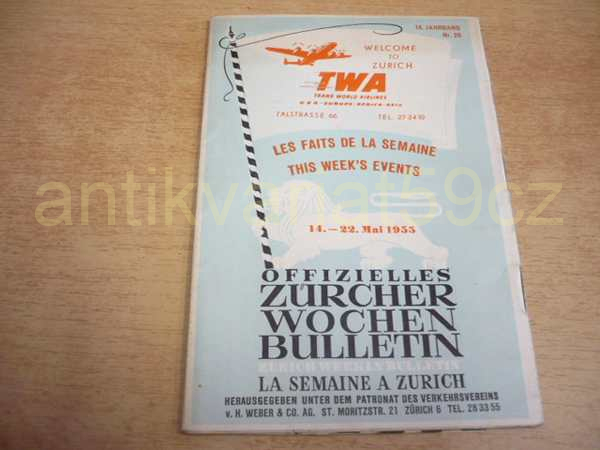 14. JAHRGANG
Nr. 20
WELCOME
TO
ZURICH
TWA
TRANS WORLD AIRLINES
U·S·A·-EUROPE-AFRICA-ASIA
TALSTRASSE 66
TEL. 27 24 10
LES FAITS DE LA SEMAINE
THIS WEEK'S EVENTS
antikvariat59cz
14.—22. Mai 1955
OFFIZIELLES
ZÜRCHER
WOCHEN
BULLETIN
ZURICH WEEKLY BULLETIN
LA SEMAINE A ZURICH
HERAUSGEGEBEN UNTER DEM PATRONAT DES VERKEHRSVEREINS
v. H. WEBER & CO. AG. ST. MORITZSTR. 21 ZÜRICH 6 TEL. 28 33 55